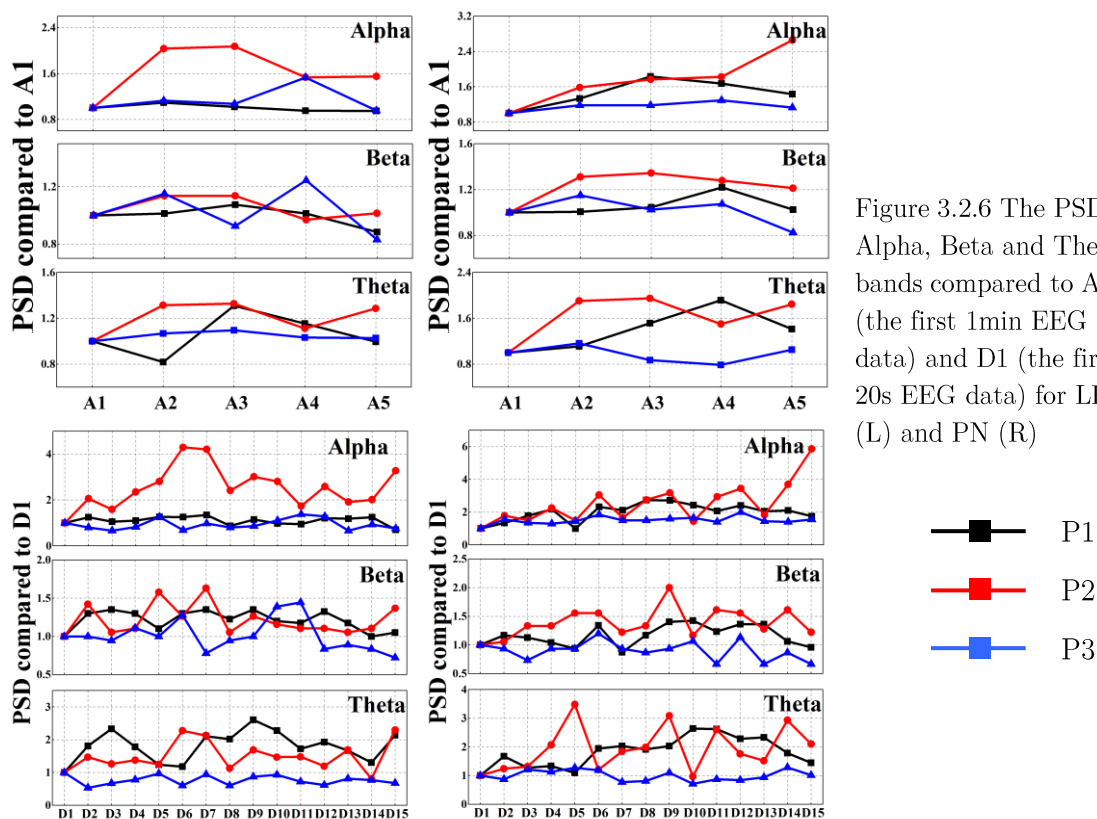 PSD compared to A1
Alpha
2.4
1.6
0.8
Beta
1.2
0.8
Theta
1.6
1.2
0.8
A1 A2 A3 A4 A5
PSD compared to A1
Alpha
3.2
2.4
1.6
0.8
Beta
1.6
1.2
0.8
Theta
2.4
1.6
0.8
A1 A2 A3 A4 A5
PSD compared to D1
Alpha
4
2
0
Beta
2.0
1.5
1.0
0.5
Theta
3
2
1
0
D1 D2 D3 D4 D5 D6 D7 D8 D9 D10 D11 D12 D13 D14 D15
PSD compared to D1
Alpha
6
4
2
0
Beta
2.5
2.0
1.5
1.0
0.5
Theta
4
3
2
1
0
D1 D2 D3 D4 D5 D6 D7 D8 D9 D10 D11 D12 D13 D14 D15
Figure 3.2.6 The PSD
Alpha, Beta and The
bands compared to A
(the first 1min EEG
data) and D1 (the fir
20s EEG data) for
(L) and PN (R)
P1
P2
P3